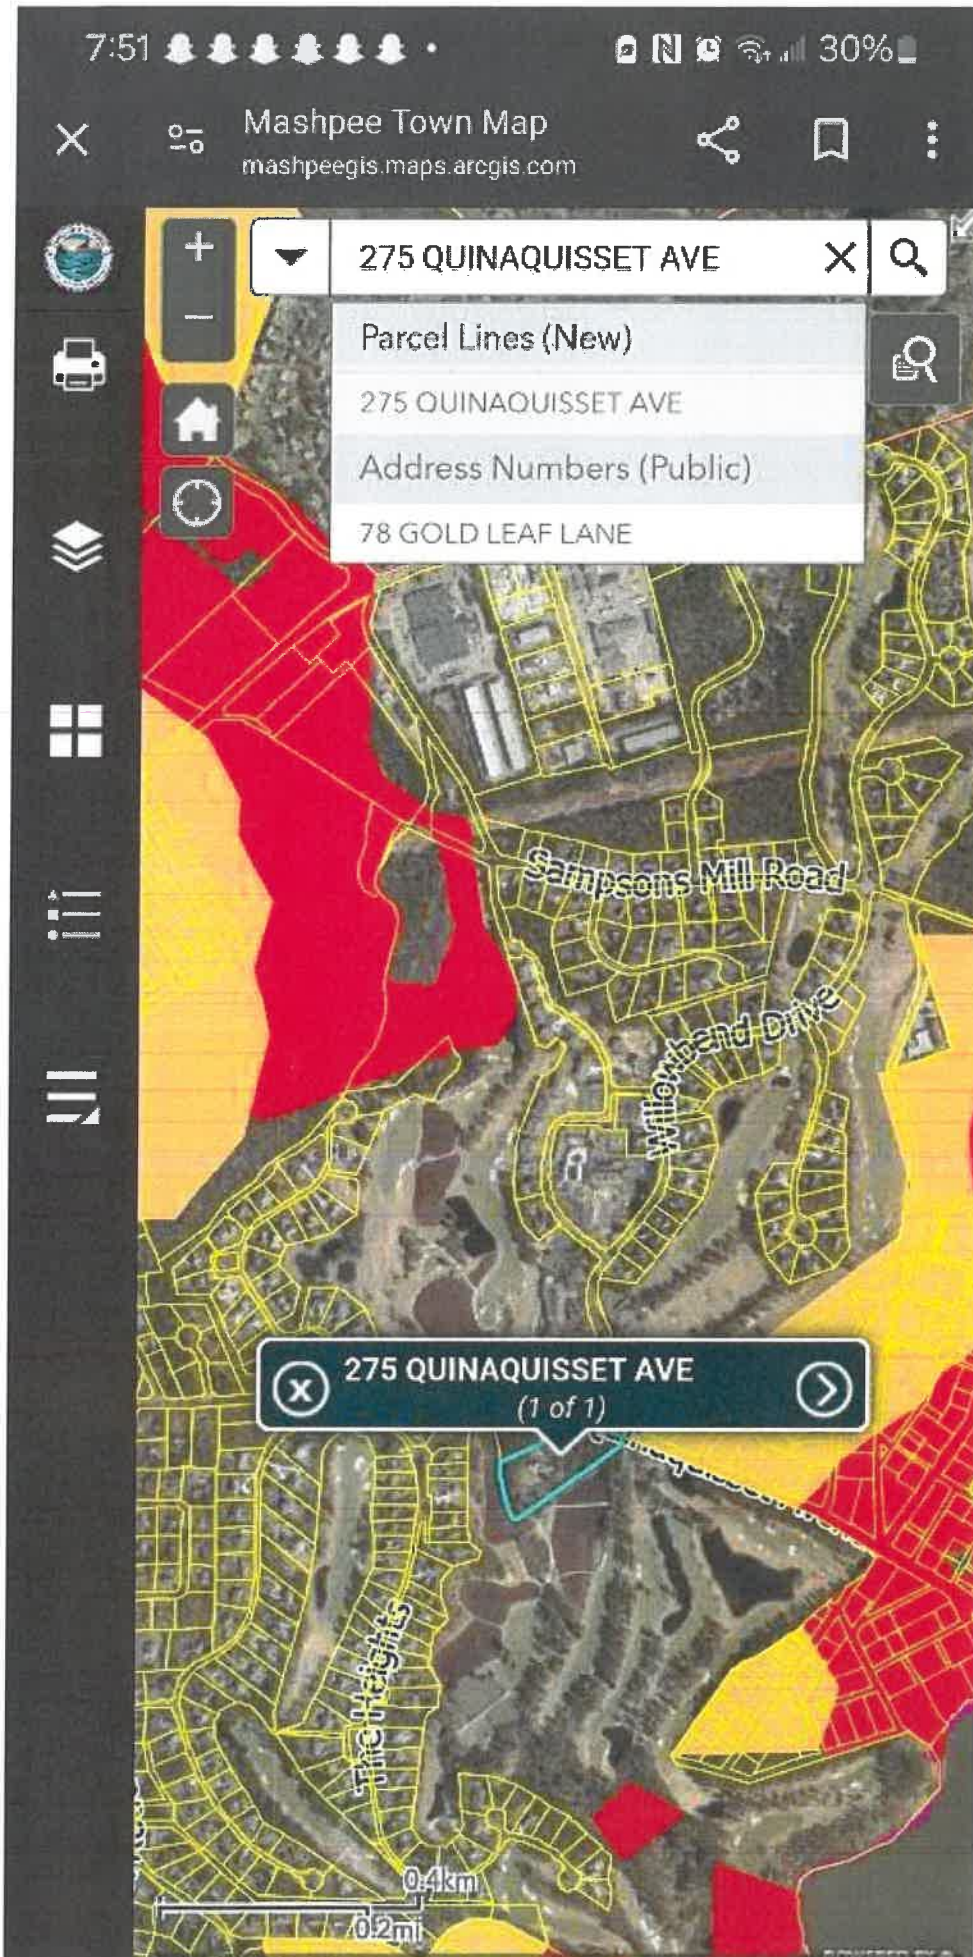 7:51
30%
Mashpee Town Map
mashpeegis.maps.arcgis.com
275 QUINAQUISSET AVE
Parcel Lines (New)
275 QUINAQUISSET AVE
Address Numbers (Public)
78 GOLD LEAF LANE
Sampsons Mill Road
Willowbend Drive
275 QUINAQUISSET AVE
(1 of 1)
The Heights
0.4km
0.2mi